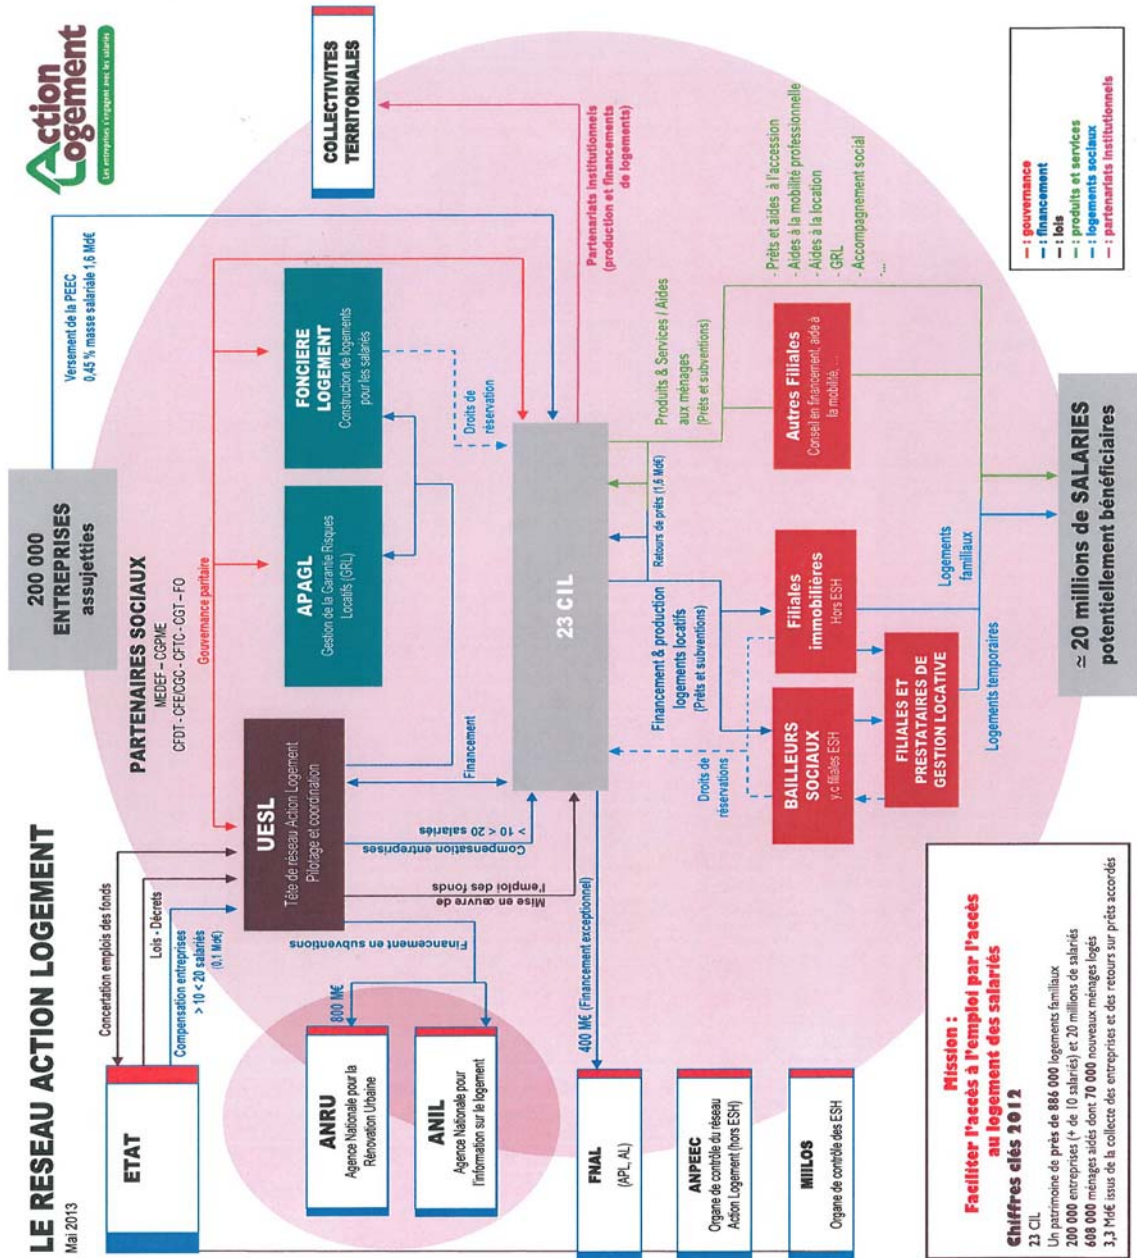 LE RESEAU ACTION LOGEMENT
Mai 2013
Action
Logement
Les entreprises s'engagent avec les salariés
200 000
ENTREPRISES
assujetties
Versement de la PEEC
0,45 % masse salariale 1,6 Md€
PARTENAIRES SOCIAUX
MEDEF – CGPME
CFDT - CFE/CGC - CFTC - CGT – FO
Gouvernance paritaire
ETAT
Concertation emplois des fonds
Lois - Décrets
Compensation entreprises
> 10 < 20 salariés
(0,1 Md€)
UESL
Tête de réseau Action Logement
Pilotage et coordination
APAGL
Gestion de la Garantie Risques
Locatifs (GRL)
FONCIERE
LOGEMENT
Construction de logements
pour les salariés
COLLECTIVITES
TERRITORIALES
Financement en subventions
800 M€
Mise en œuvre de
l'emploi des fonds
Compensation entreprises
> 10 < 20 salariés
Financement
Droits de
réservation
Partenariats institutionnels
(production et financements
de logements)
ANRU
Agence Nationale pour la
Rénovation Urbaine
ANIL
Agence Nationale pour
l'information sur le logement
23 CIL
400 M€ (Financement exceptionnel)
FNAL
(APL, AL)
ANPEEC
Organe de contrôle du réseau
Action Logement (hors ESH)
MIILOS
Organe de contrôle des ESH
Droits de
réservations
Financement & production
logements locatifs
(Prêts et subventions)
Retours de prêts (1,6 Md€)
Produits & Services / Aides
aux ménages
(Prêts et subventions)
- Prêts et aides à l'accession
- Aides à la mobilité professionnelle
- Aides à la location
- GRL
- Accompagnement social
-...
BAILLEURS
SOCIAUX
y.c filiales ESH
Filiales
immobilières
Hors ESH
Autres Filiales
Conseil en financement, aide à
la mobilité, ...
FILIALES ET
PRESTATAIRES DE
GESTION LOCATIVE
Logements temporaires
Logements
familiaux
≃ 20 millions de SALARIES
potentiellement bénéficiaires
Mission :
Faciliter l'accès à l'emploi par l'accès
au logement des salariés
Chiffres clés 2012
23 CIL
Un patrimoine de près de 886 000 logements familiaux
200 000 entreprises (+ de 10 salariés) et 20 millions de salariés
608 000 ménages aidés dont 70 000 nouveaux ménages logés
3,3 Md€ issus de la collecte des entreprises et des retours sur prêts accordés
— : gouvernance
— : financement
— : lois
— : produits et services
— : logements sociaux
— : partenariats institutionnels